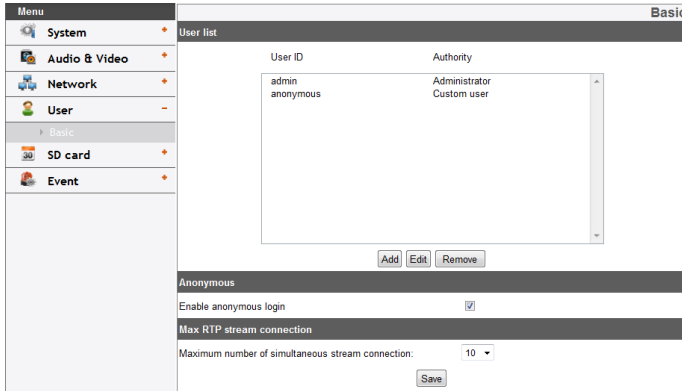 Menu
Basic
System
User list
Audio & Video
User ID Authority
Network
admin Administrator
anonymous Custom user
User
Basic
30
SD card
Event
Add Edit Remove
Anonymous
Enable anonymous login
Max RTP stream connection
Maximum number of simultaneous stream connection: 10
Save